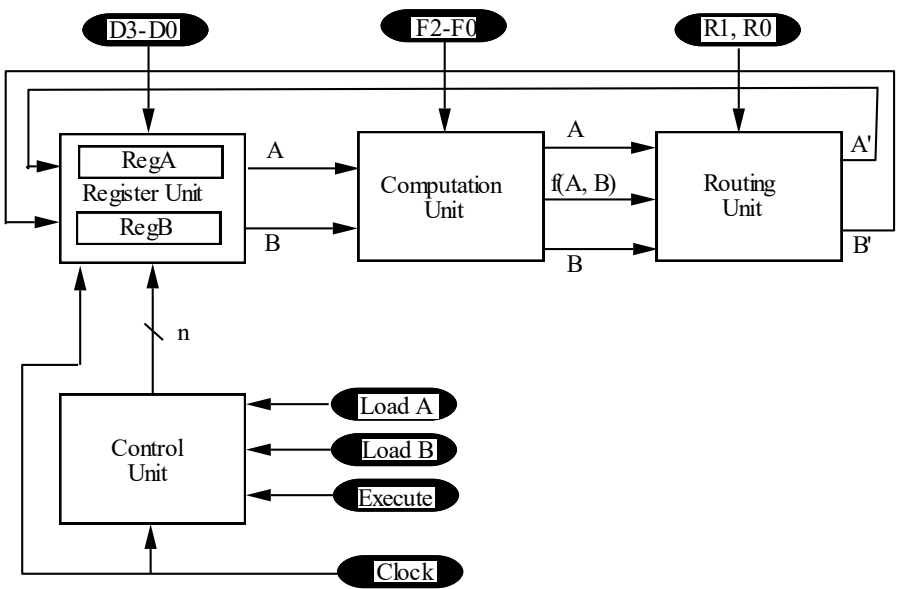 D3-D0
F2-F0
R1, R0
RegA
Register Unit
RegB
A
B
Computation
Unit
A
f(A, B)
B
Routing
Unit
A'
B'
n
Control
Unit
Load A
Load B
Execute
Clock